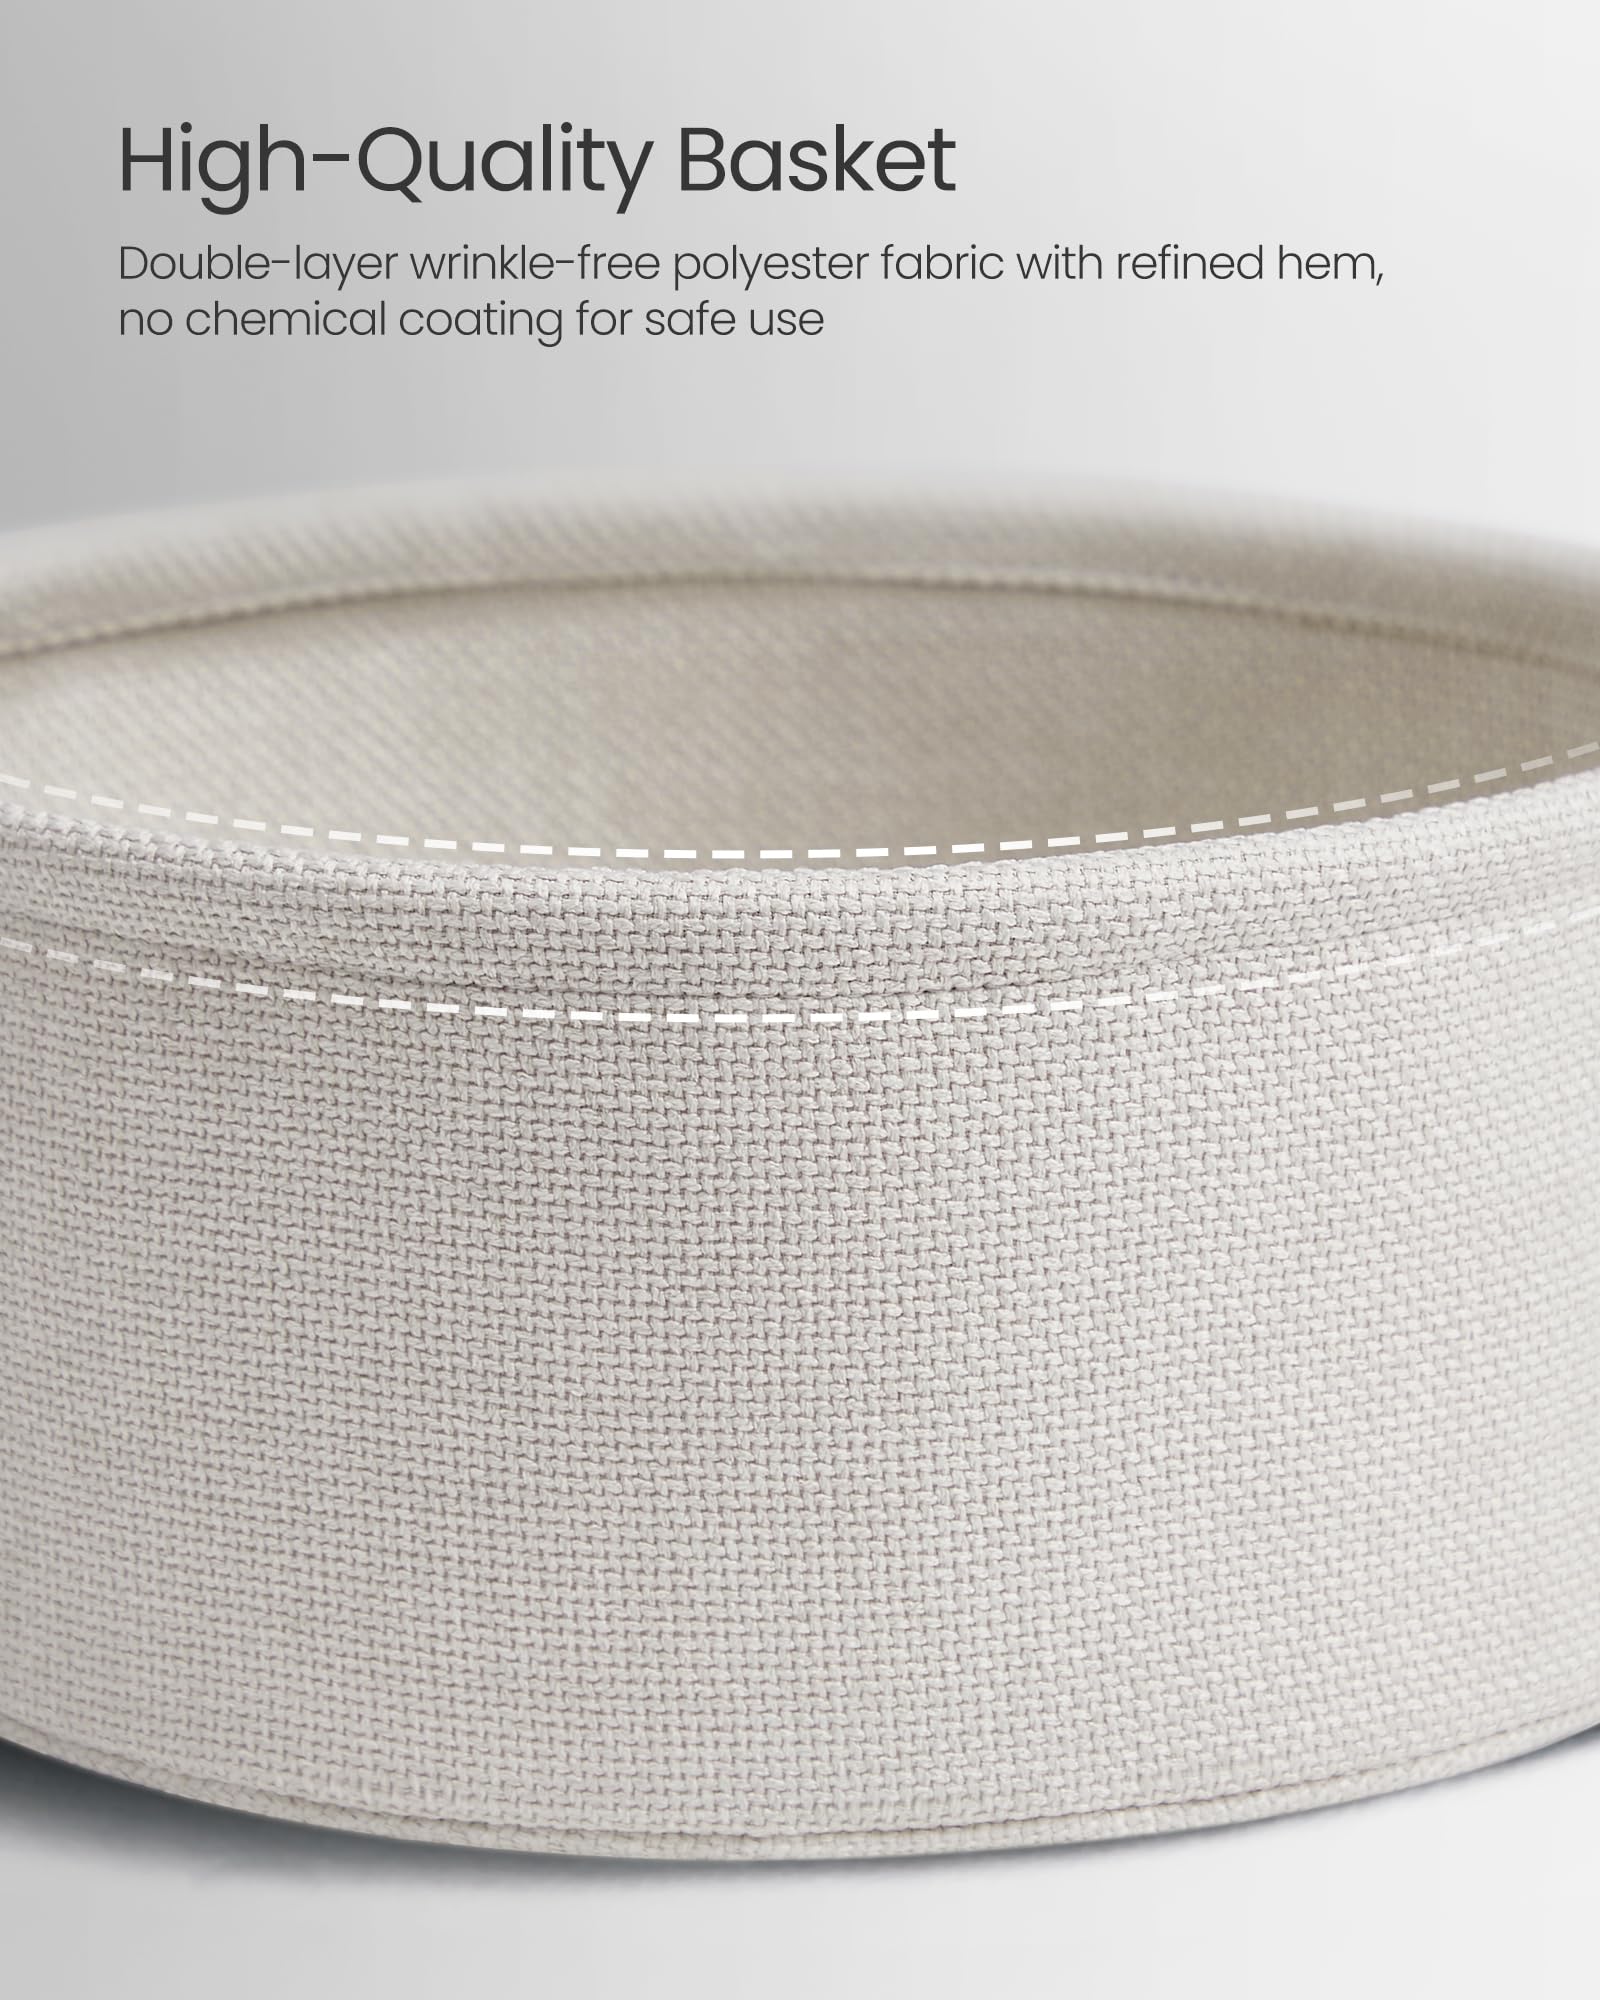 High-Quality Basket
Double-layer wrinkle-free polyester fabric with refined hem,
no chemical coating for safe use